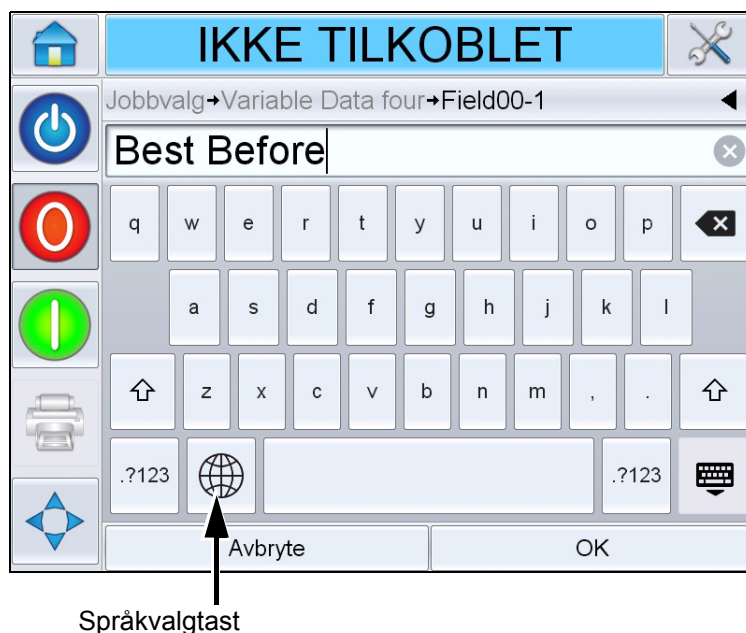 IKKE TILKOBLET
Jobbvalg→Variable Data four→Field00-1
Best Before
q w e r t y u i o p
a s d f g h j k l
z x c v b n m , .
.?123 .?123
Avbryte OK
Språkvalgtast